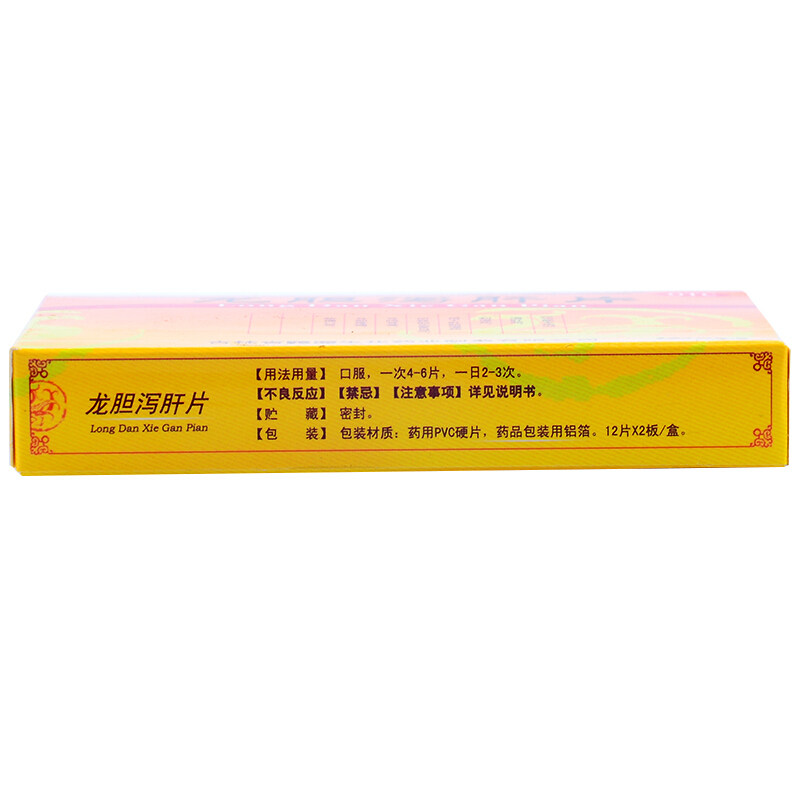 龙胆泻肝片
Long Dan Xie Gan Pian
【用法用量】 口服，一次4-6片，一日2-3次。
【不良反应】【禁忌】【注意事项】详见说明书。
【贮　　藏】 密封。
【包　　装】 包装材质：药用PVC硬片，药品包装用铝箔。12片X2板/盒。